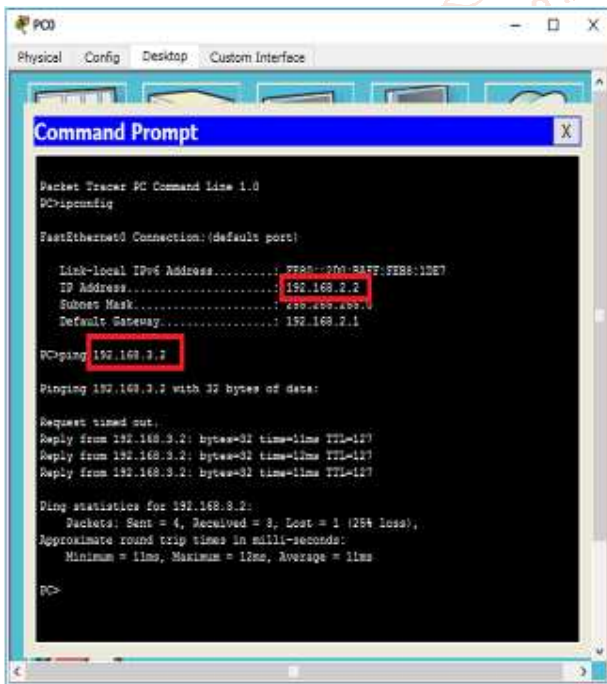 PC0
Physical Config Desktop Custom Interface
Command Prompt
X
Packet Tracer PC Command Line 1.0
PC>ipconfig
FastEthernet0 Connection:(default port)
Link-local IPv6 Address.........:
IP Address......................: 192.168.2.2
Subnet Mask.....................: 255.255.255.0
Default Gateway.................: 192.168.2.1
PC>ping 192.168.3.2
Pinging 192.168.3.2 with 32 bytes of data:
Request timed out.
Reply from 192.168.3.2: bytes=32 time=11ms TTL=127
Reply from 192.168.3.2: bytes=32 time=12ms TTL=127
Reply from 192.168.3.2: bytes=32 time=11ms TTL=127
Ping statistics for 192.168.3.2:
Packets: Sent = 4, Received = 3, Lost = 1 (25% loss),
Approximate round trip times in milli-seconds:
Minimum = 11ms, Maximum = 12ms, Average = 11ms
PC>